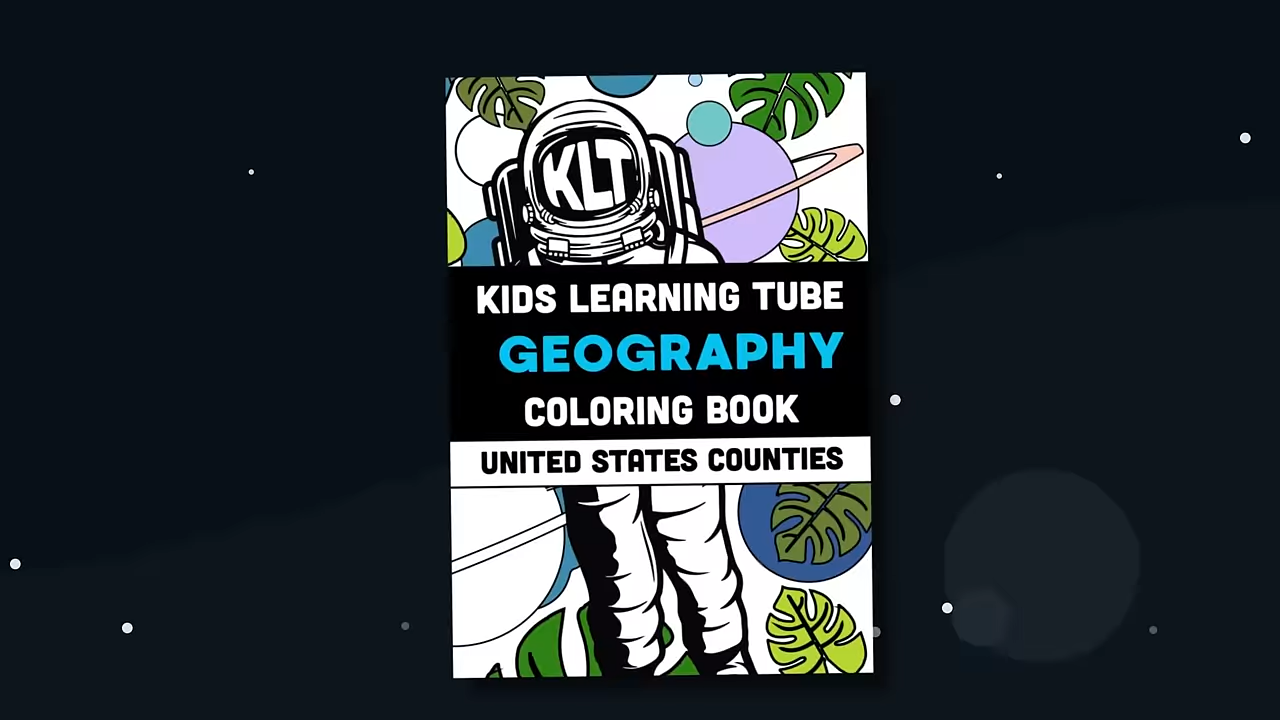 KLT
KIDS LEARNING TUBE
GEOGRAPHY
COLORING BOOK
UNITED STATES COUNTIES